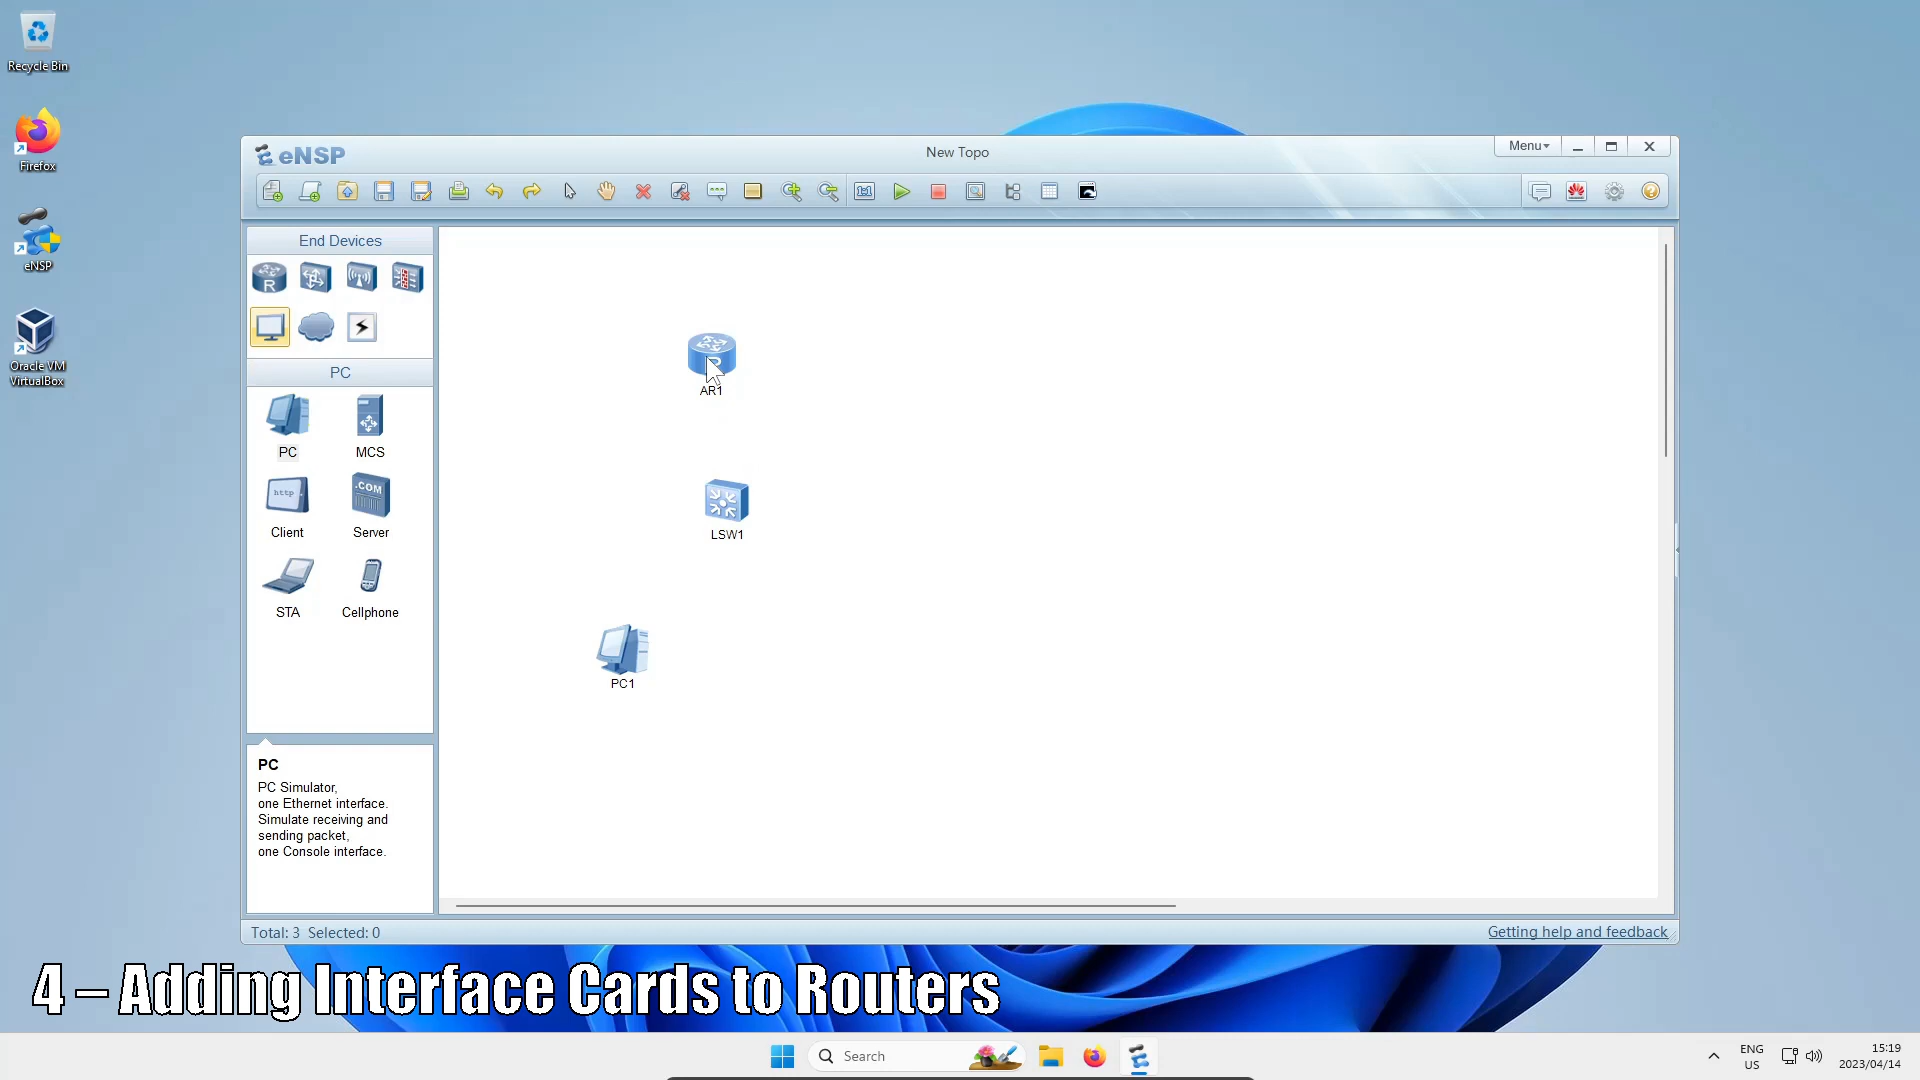 Recycle Bin
Firefox
eNSP
Oracle VM
VirtualBox
eNSP
New Topo
Menu
End Devices
R
PC
PC
MCS
http
Client
.COM
Server
STA
Cellphone
PC
PC Simulator,
one Ethernet interface.
Simulate receiving and
sending packet,
one Console interface.
AR1
LSW1
PC1
Total: 3 Selected: 0
Getting help and feedback
4 – Adding Interface Cards to Routers
Search
ENG
US
15:19
2023/04/14